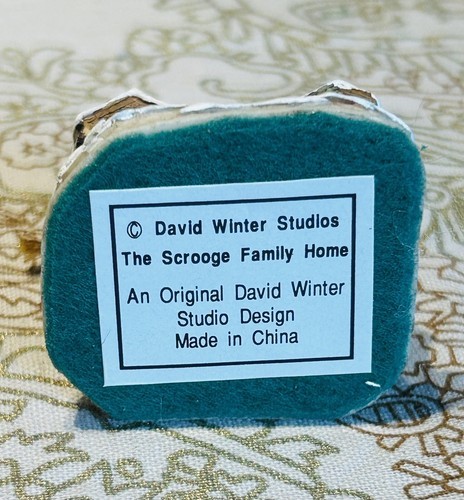 © David Winter Studios
The Scrooge Family Home
An Original David Winter
Studio Design
Made in China